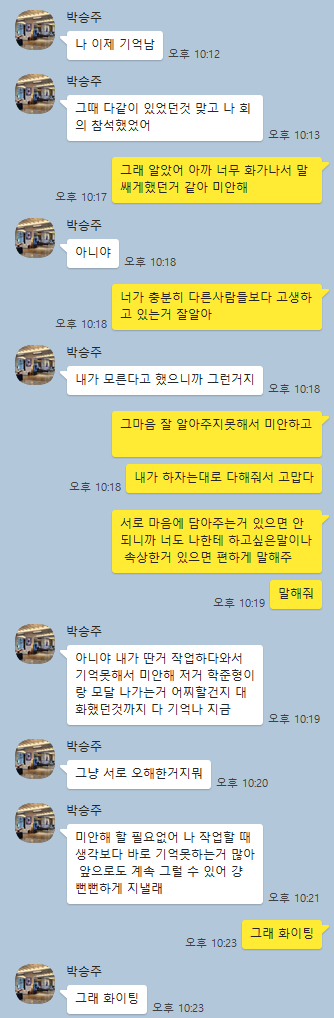 박승주
나 이제 기억남
오후 10:12
박승주
그때 다같이 있었던것 맞고 나 회
의 참석했었어
오후 10:13
그래 알았어 아까 너무 화가나서 말
쌔게했던거 같아 미안해
오후 10:17
박승주
아니야
오후 10:18
너가 충분히 다른사람들보다 고생하
고 있는거 잘알아
오후 10:18
박승주
내가 모른다고 했으니까 그런거지
오후 10:18
그마음 잘 알아주지못해서 미안하고
내가 하자는대로 다해줘서 고맙다
오후 10:18
서로 마음에 담아주는거 있으면 안
되니까 너도 나한테 하고싶은말이나
속상한거 있으면 편하게 말해주
말해줘
오후 10:19
박승주
아니야 내가 딴거 작업하다와서
기억못해서 미안해 저거 학준형이
랑 모달 나가는거 어찌할건지 대
화했던것까지 다 기억나 지금
오후 10:19
박승주
그냥 서로 오해한거지뭐
오후 10:20
박승주
미안해 할 필요없어 나 작업할 때
생각보다 바로 기억못하는거 많아
앞으로도 계속 그럴 수 있어 걍
뻔뻔하게 지낼래
오후 10:21
그래 화이팅
오후 10:23
박승주
그래 화이팅
오후 10:23